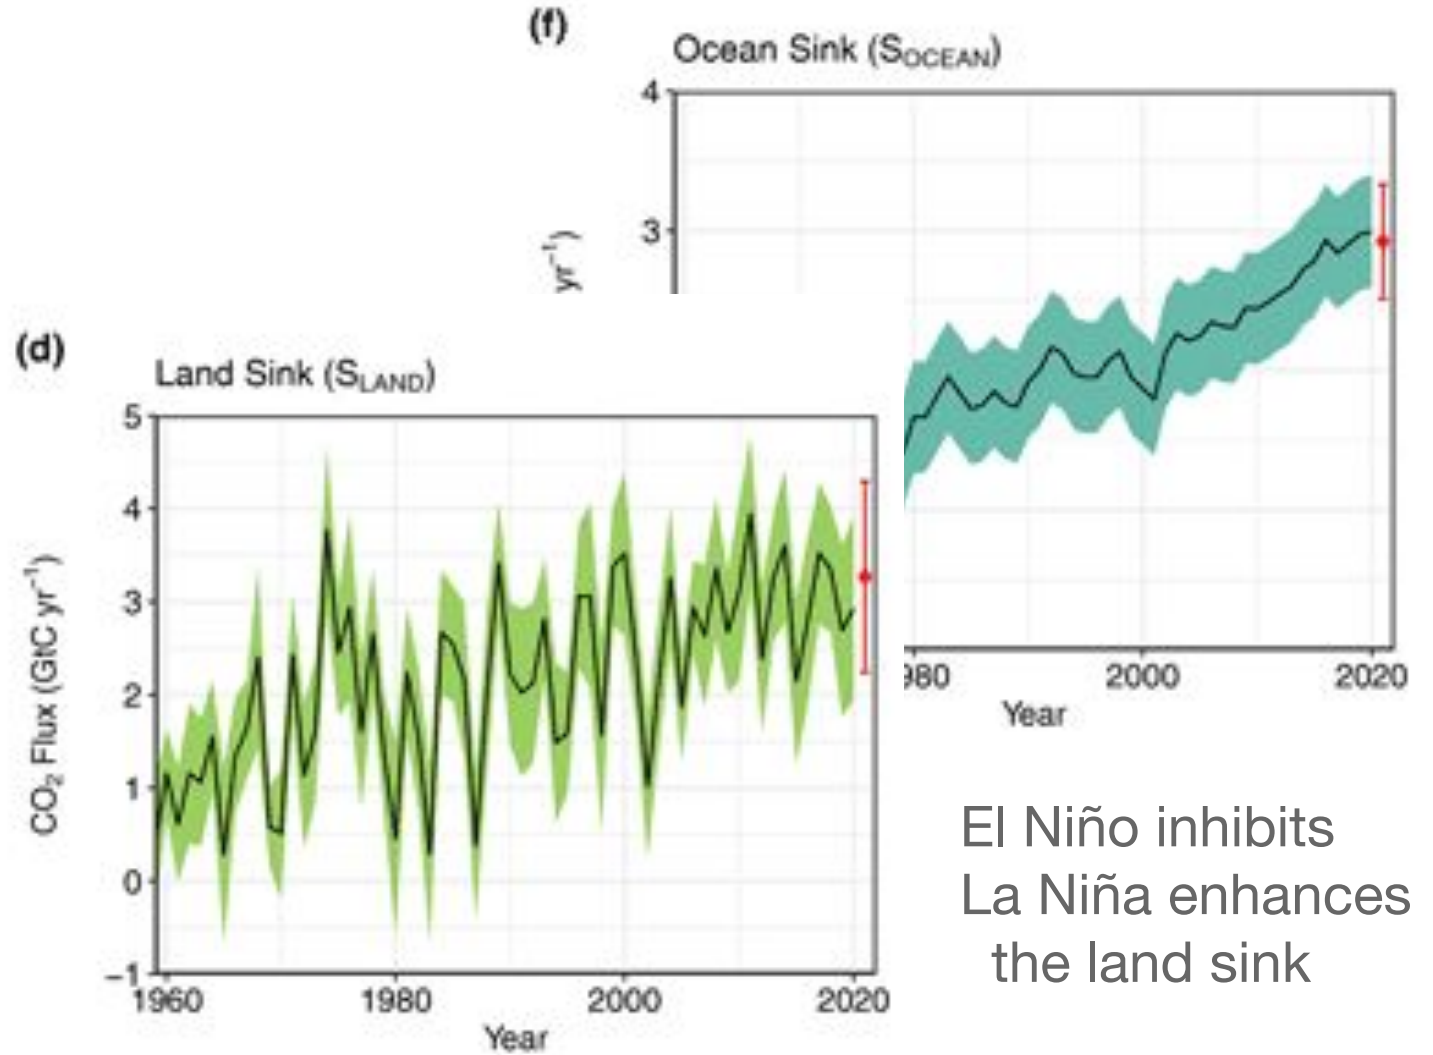 (f)
Ocean Sink (S_OCEAN)
4
3
yr⁻¹)
980
2000
2020
Year
(d)
Land Sink (S_LAND)
5
4
3
2
1
0
−1
CO₂ Flux (GtC yr⁻¹)
1960
1980
2000
2020
Year
El Niño inhibits
La Niña enhances
the land sink